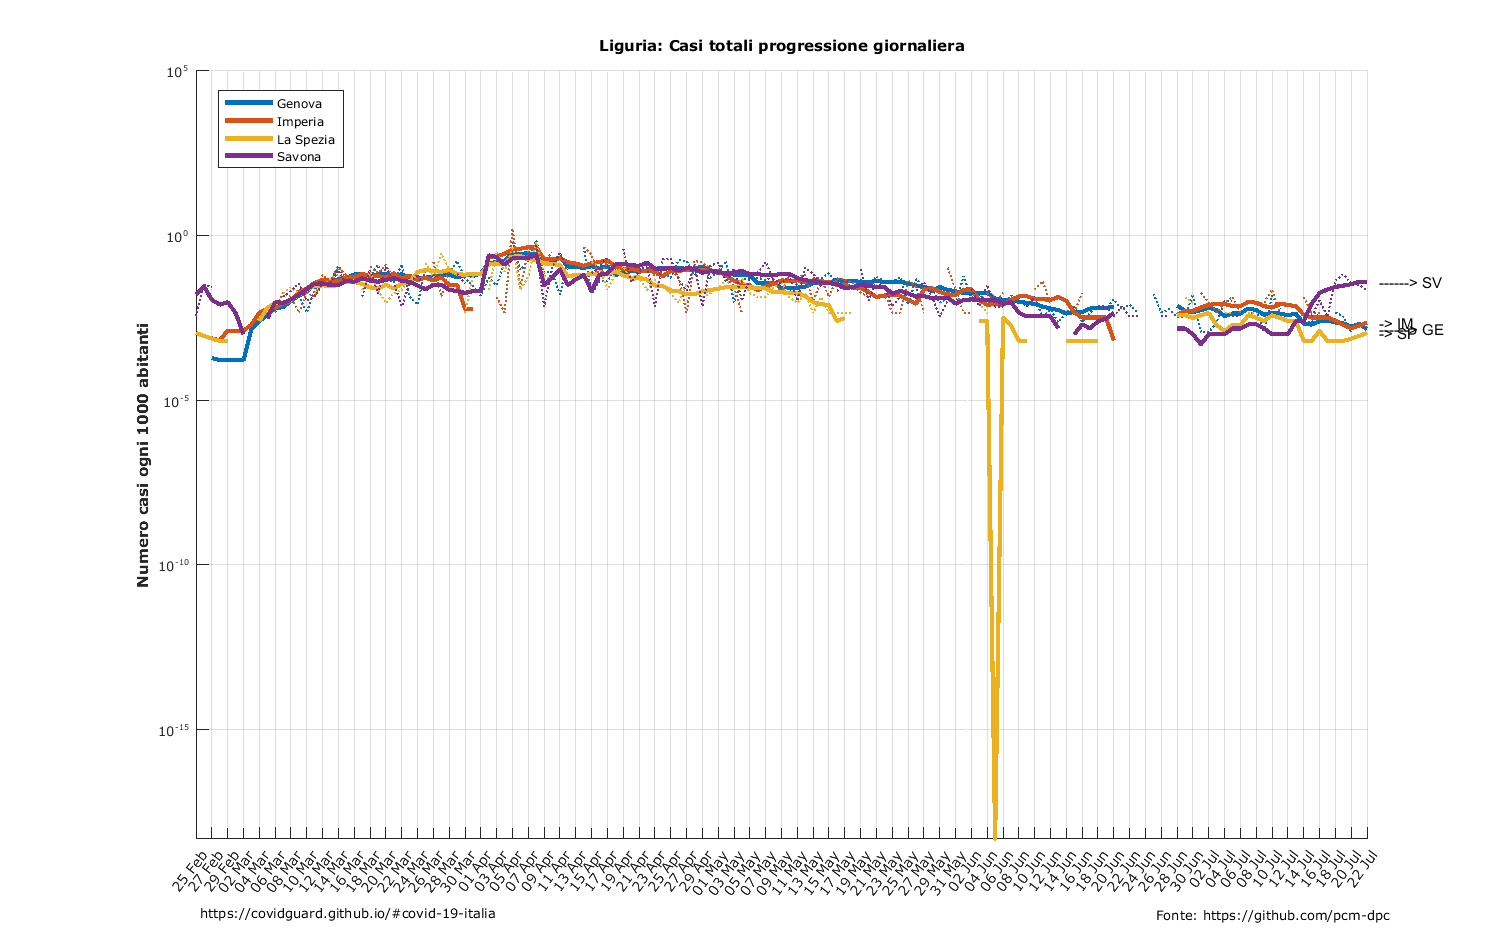 Liguria: Casi totali progressione giornaliera
10^5
10^0
10^-5
10^-10
10^-15
Numero casi ogni 1000 abitanti
Genova
Imperia
La Spezia
Savona
------> SV
-> IM
------> GE
-> SP
25 Feb
27 Feb
29 Feb
02 Mar
04 Mar
06 Mar
08 Mar
10 Mar
12 Mar
14 Mar
16 Mar
18 Mar
20 Mar
22 Mar
24 Mar
26 Mar
28 Mar
30 Mar
01 Apr
03 Apr
05 Apr
07 Apr
09 Apr
11 Apr
13 Apr
15 Apr
17 Apr
19 Apr
21 Apr
23 Apr
25 Apr
27 Apr
29 Apr
01 May
03 May
05 May
07 May
09 May
11 May
13 May
15 May
17 May
19 May
21 May
23 May
25 May
27 May
29 May
31 May
02 Jun
04 Jun
06 Jun
08 Jun
10 Jun
12 Jun
14 Jun
16 Jun
18 Jun
20 Jun
22 Jun
24 Jun
26 Jun
28 Jun
30 Jun
02 Jul
04 Jul
06 Jul
08 Jul
10 Jul
12 Jul
14 Jul
16 Jul
18 Jul
20 Jul
22 Jul
https://covidguard.github.io/#covid-19-italia
Fonte: https://github.com/pcm-dpc